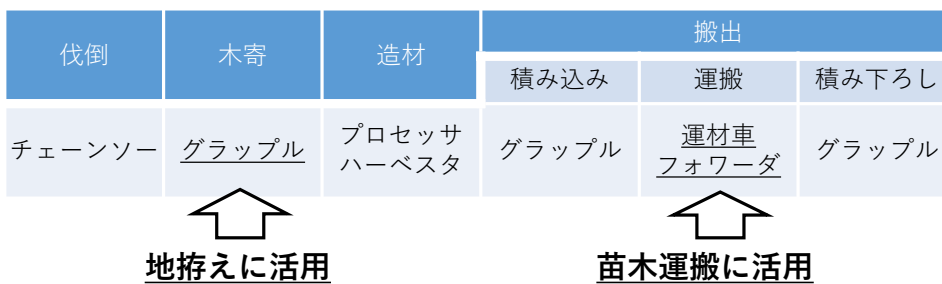 伐倒
木寄
造材
搬出
積み込み
運搬
積み下ろし
チェーンソー
グラップル
プロセッサ
ハーベスタ
グラップル
運材車
フォワーダ
グラップル
地拵えに活用
苗木運搬に活用